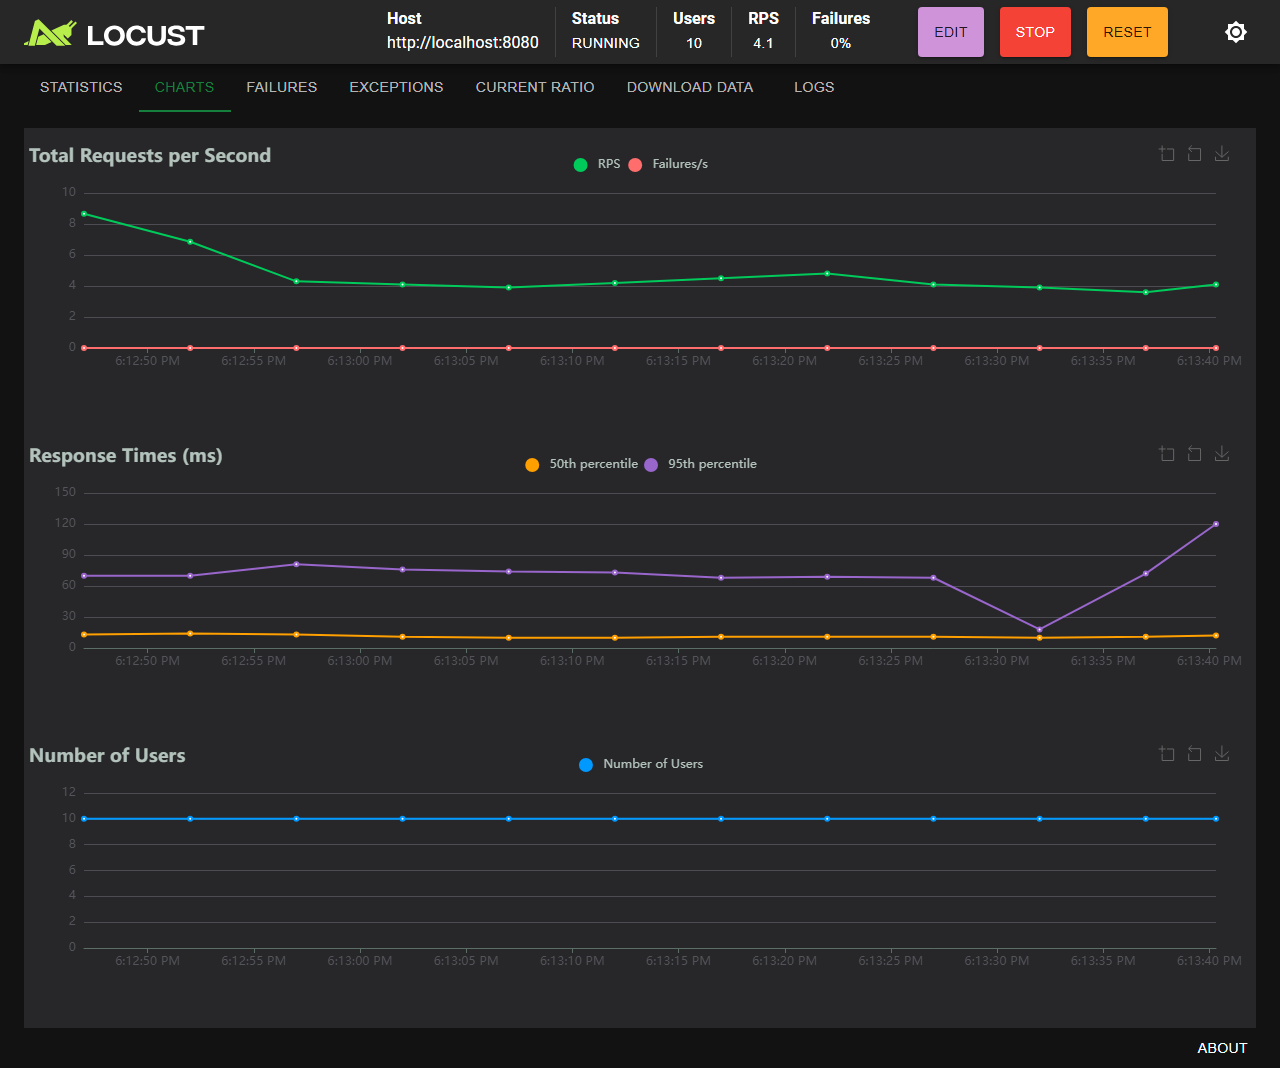 LOCUST
Host
http://localhost:8080
Status
RUNNING
Users
10
RPS
4.1
Failures
0%
EDIT
STOP
RESET
STATISTICS CHARTS FAILURES EXCEPTIONS CURRENT RATIO DOWNLOAD DATA LOGS
Total Requests per Second
RPS Failures/s
10
8
6
4
2
0
6:12:50 PM 6:12:55 PM 6:13:00 PM 6:13:05 PM 6:13:10 PM 6:13:15 PM 6:13:20 PM 6:13:25 PM 6:13:30 PM 6:13:35 PM 6:13:40 PM
Response Times (ms)
50th percentile 95th percentile
150
120
90
60
30
0
6:12:50 PM 6:12:55 PM 6:13:00 PM 6:13:05 PM 6:13:10 PM 6:13:15 PM 6:13:20 PM 6:13:25 PM 6:13:30 PM 6:13:35 PM 6:13:40 PM
Number of Users
Number of Users
12
10
8
6
4
2
0
6:12:50 PM 6:12:55 PM 6:13:00 PM 6:13:05 PM 6:13:10 PM 6:13:15 PM 6:13:20 PM 6:13:25 PM 6:13:30 PM 6:13:35 PM 6:13:40 PM
ABOUT